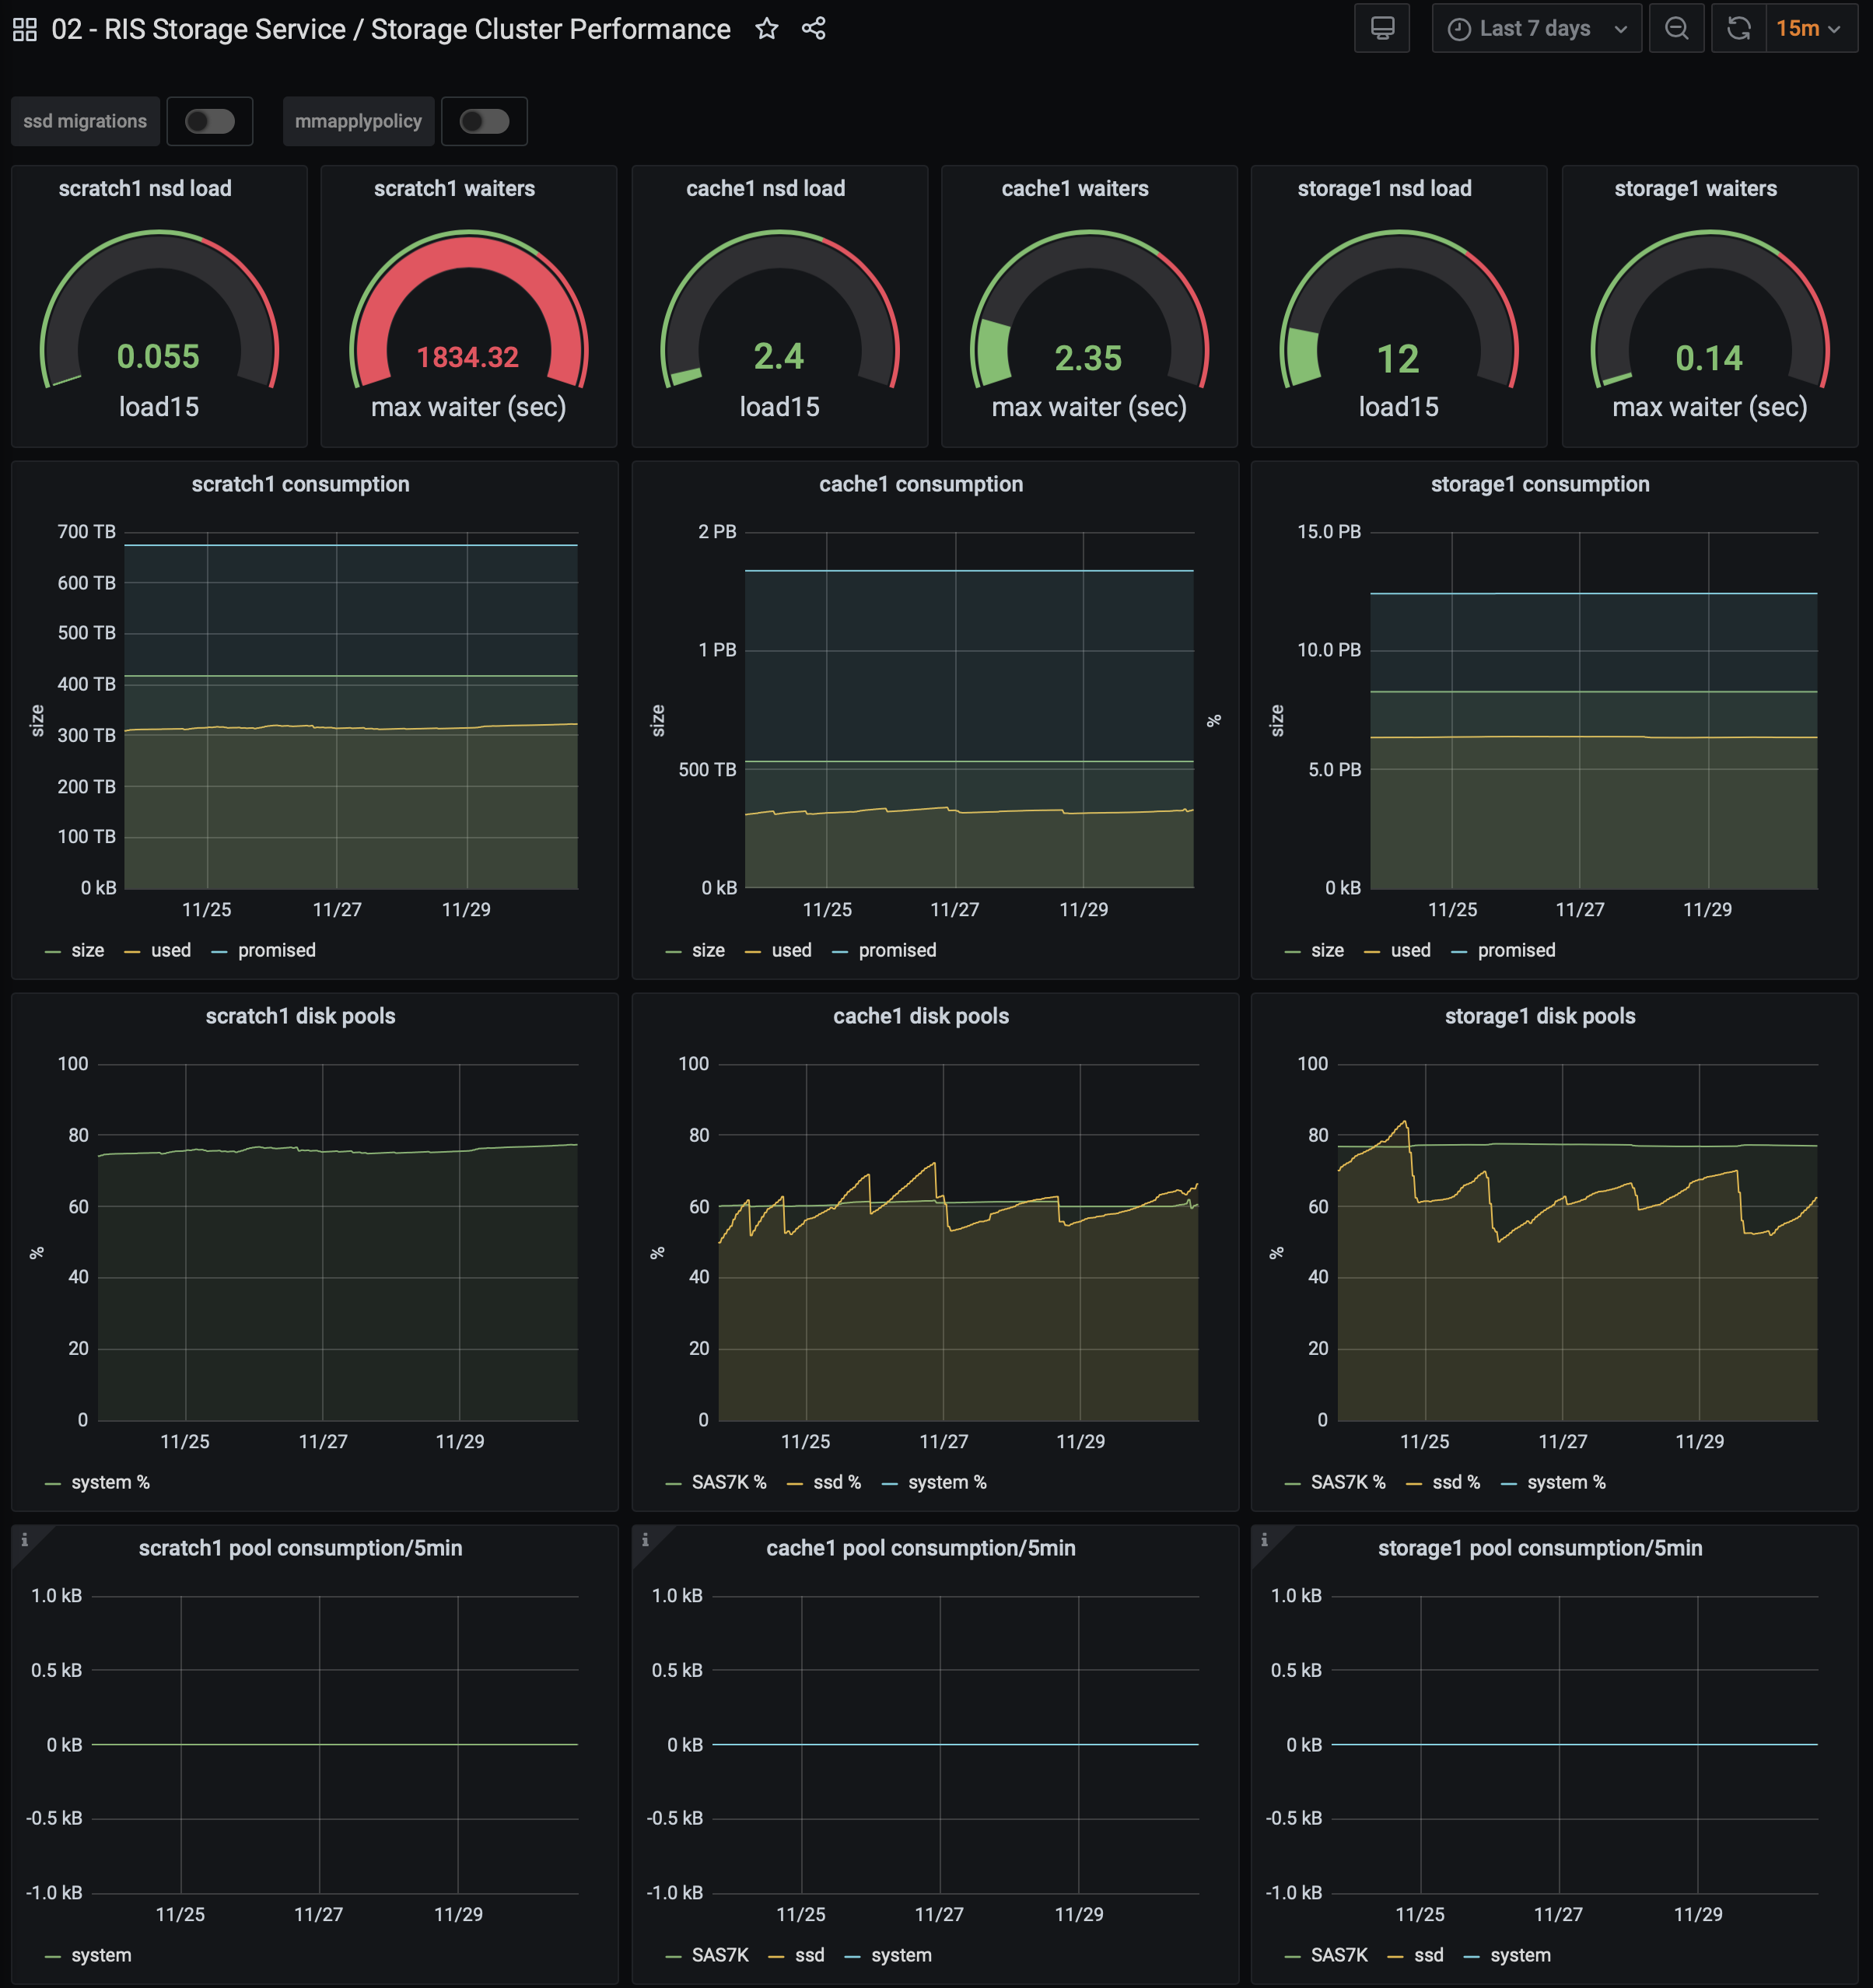 02 - RIS Storage Service / Storage Cluster Performance
Last 7 days
15m
ssd migrations
mmapplypolicy
scratch1 nsd load
0.055
load15
scratch1 waiters
1834.32
max waiter (sec)
cache1 nsd load
2.4
load15
cache1 waiters
2.35
max waiter (sec)
storage1 nsd load
12
load15
storage1 waiters
0.14
max waiter (sec)
scratch1 consumption
size
700 TB
600 TB
500 TB
400 TB
300 TB
200 TB
100 TB
0 kB
11/25 11/27 11/29
size used promised
cache1 consumption
size
2 PB
1 PB
500 TB
0 kB
%
11/25 11/27 11/29
size used promised
storage1 consumption
size
15.0 PB
10.0 PB
5.0 PB
0 kB
11/25 11/27 11/29
size used promised
scratch1 disk pools
%
100
80
60
40
20
0
11/25 11/27 11/29
system %
cache1 disk pools
%
100
80
60
40
20
0
11/25 11/27 11/29
SAS7K % ssd % system %
storage1 disk pools
%
100
80
60
40
20
0
11/25 11/27 11/29
SAS7K % ssd % system %
i
scratch1 pool consumption/5min
1.0 kB
0.5 kB
0 kB
-0.5 kB
-1.0 kB
11/25 11/27 11/29
system
i
cache1 pool consumption/5min
1.0 kB
0.5 kB
0 kB
-0.5 kB
-1.0 kB
11/25 11/27 11/29
SAS7K ssd system
i
storage1 pool consumption/5min
1.0 kB
0.5 kB
0 kB
-0.5 kB
-1.0 kB
11/25 11/27 11/29
SAS7K ssd system